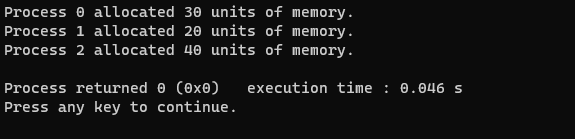 Process 0 allocated 30 units of memory.
Process 1 allocated 20 units of memory.
Process 2 allocated 40 units of memory.
Process returned 0 (0x0)   execution time : 0.046 s
Press any key to continue.